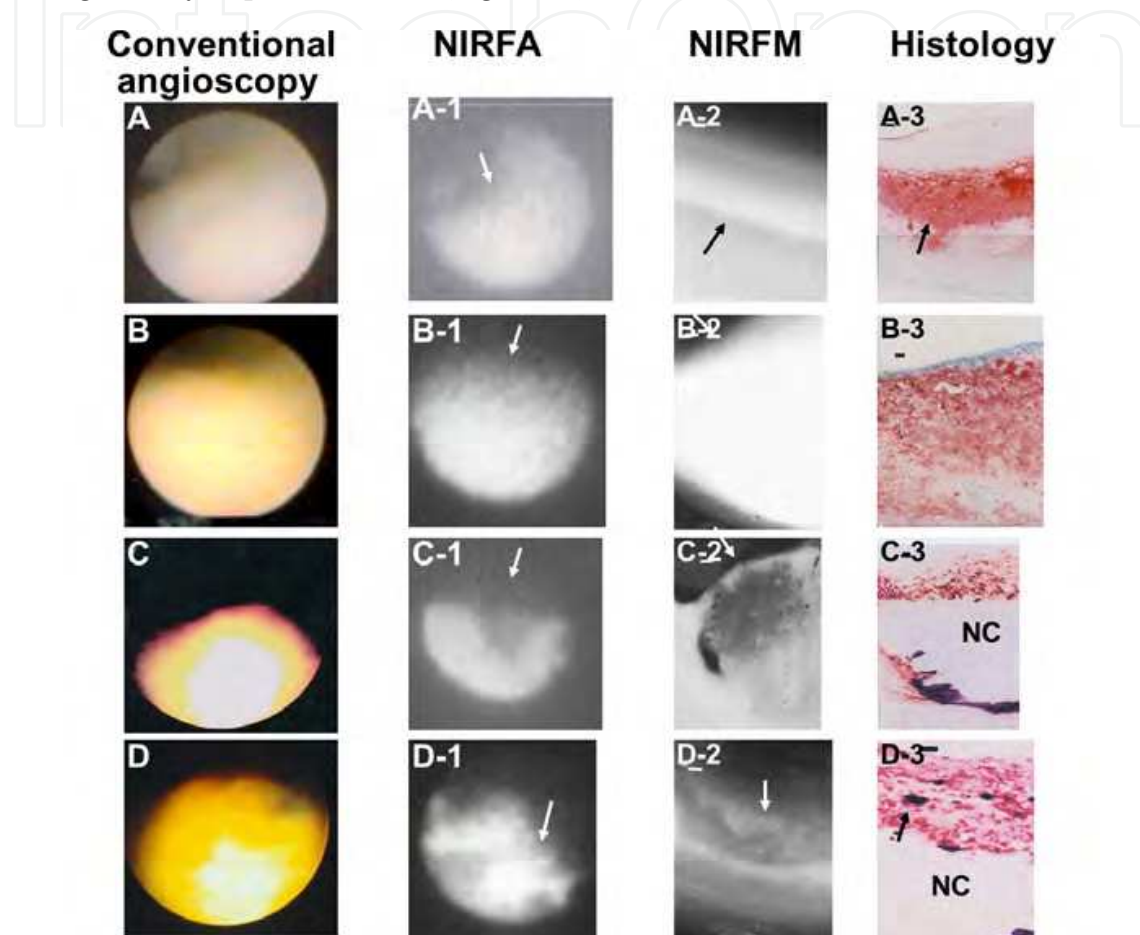 Conventional angioscopy NIRFA NIRFM Histology
A A-1 A-2 A-3
B B-1 B-2 B-3
C C-1 C-2 C-3
NC
D D-1 D-2 D-3
NC